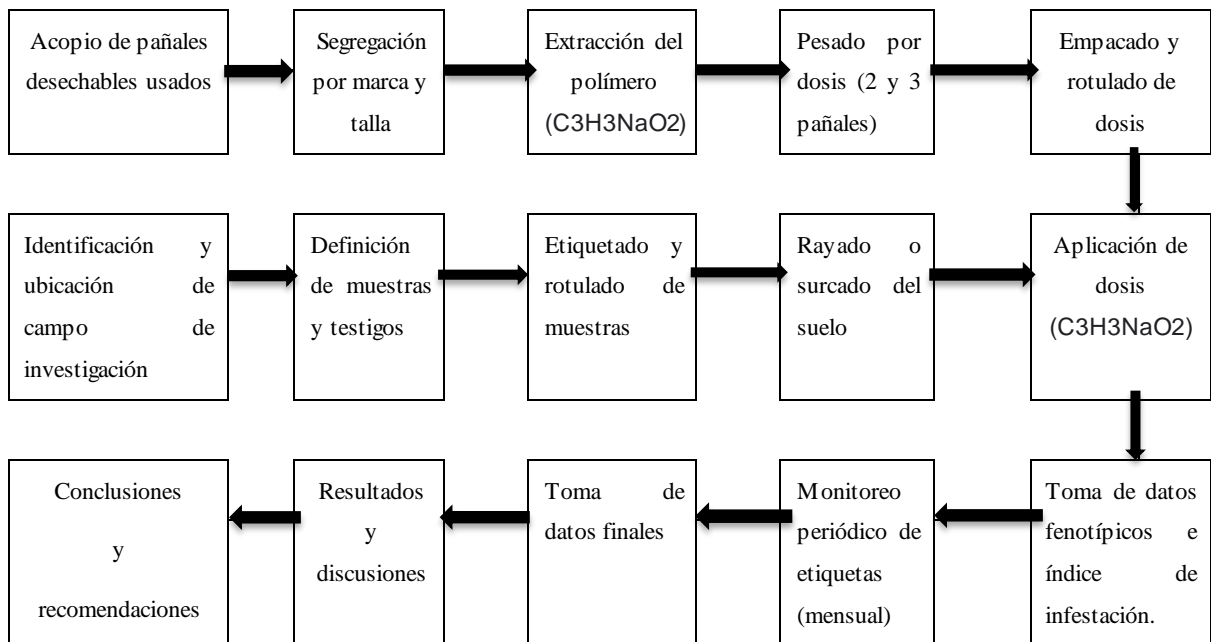 Acopio de pañales
desechables usados
Segregación
por marca y
talla
Extracción del
polímero
(C3H3NaO2)
Pesado por
dosis (2 y 3
pañales)
Empacado y
rotulado de
dosis
Identificación y
ubicación de
campo de
investigación
Definición
de muestras
y testigos
Etiquetado y
rotulado de
muestras
Rayado o
surcado del
suelo
Aplicación de
dosis
(C3H3NaO2)
Conclusiones
y
recomendaciones
Resultados
y
discusiones
Toma de
datos finales
Monitoreo
periódico de
etiquetas
(mensual)
Toma de datos
fenotípicos e
índice de
infestación.